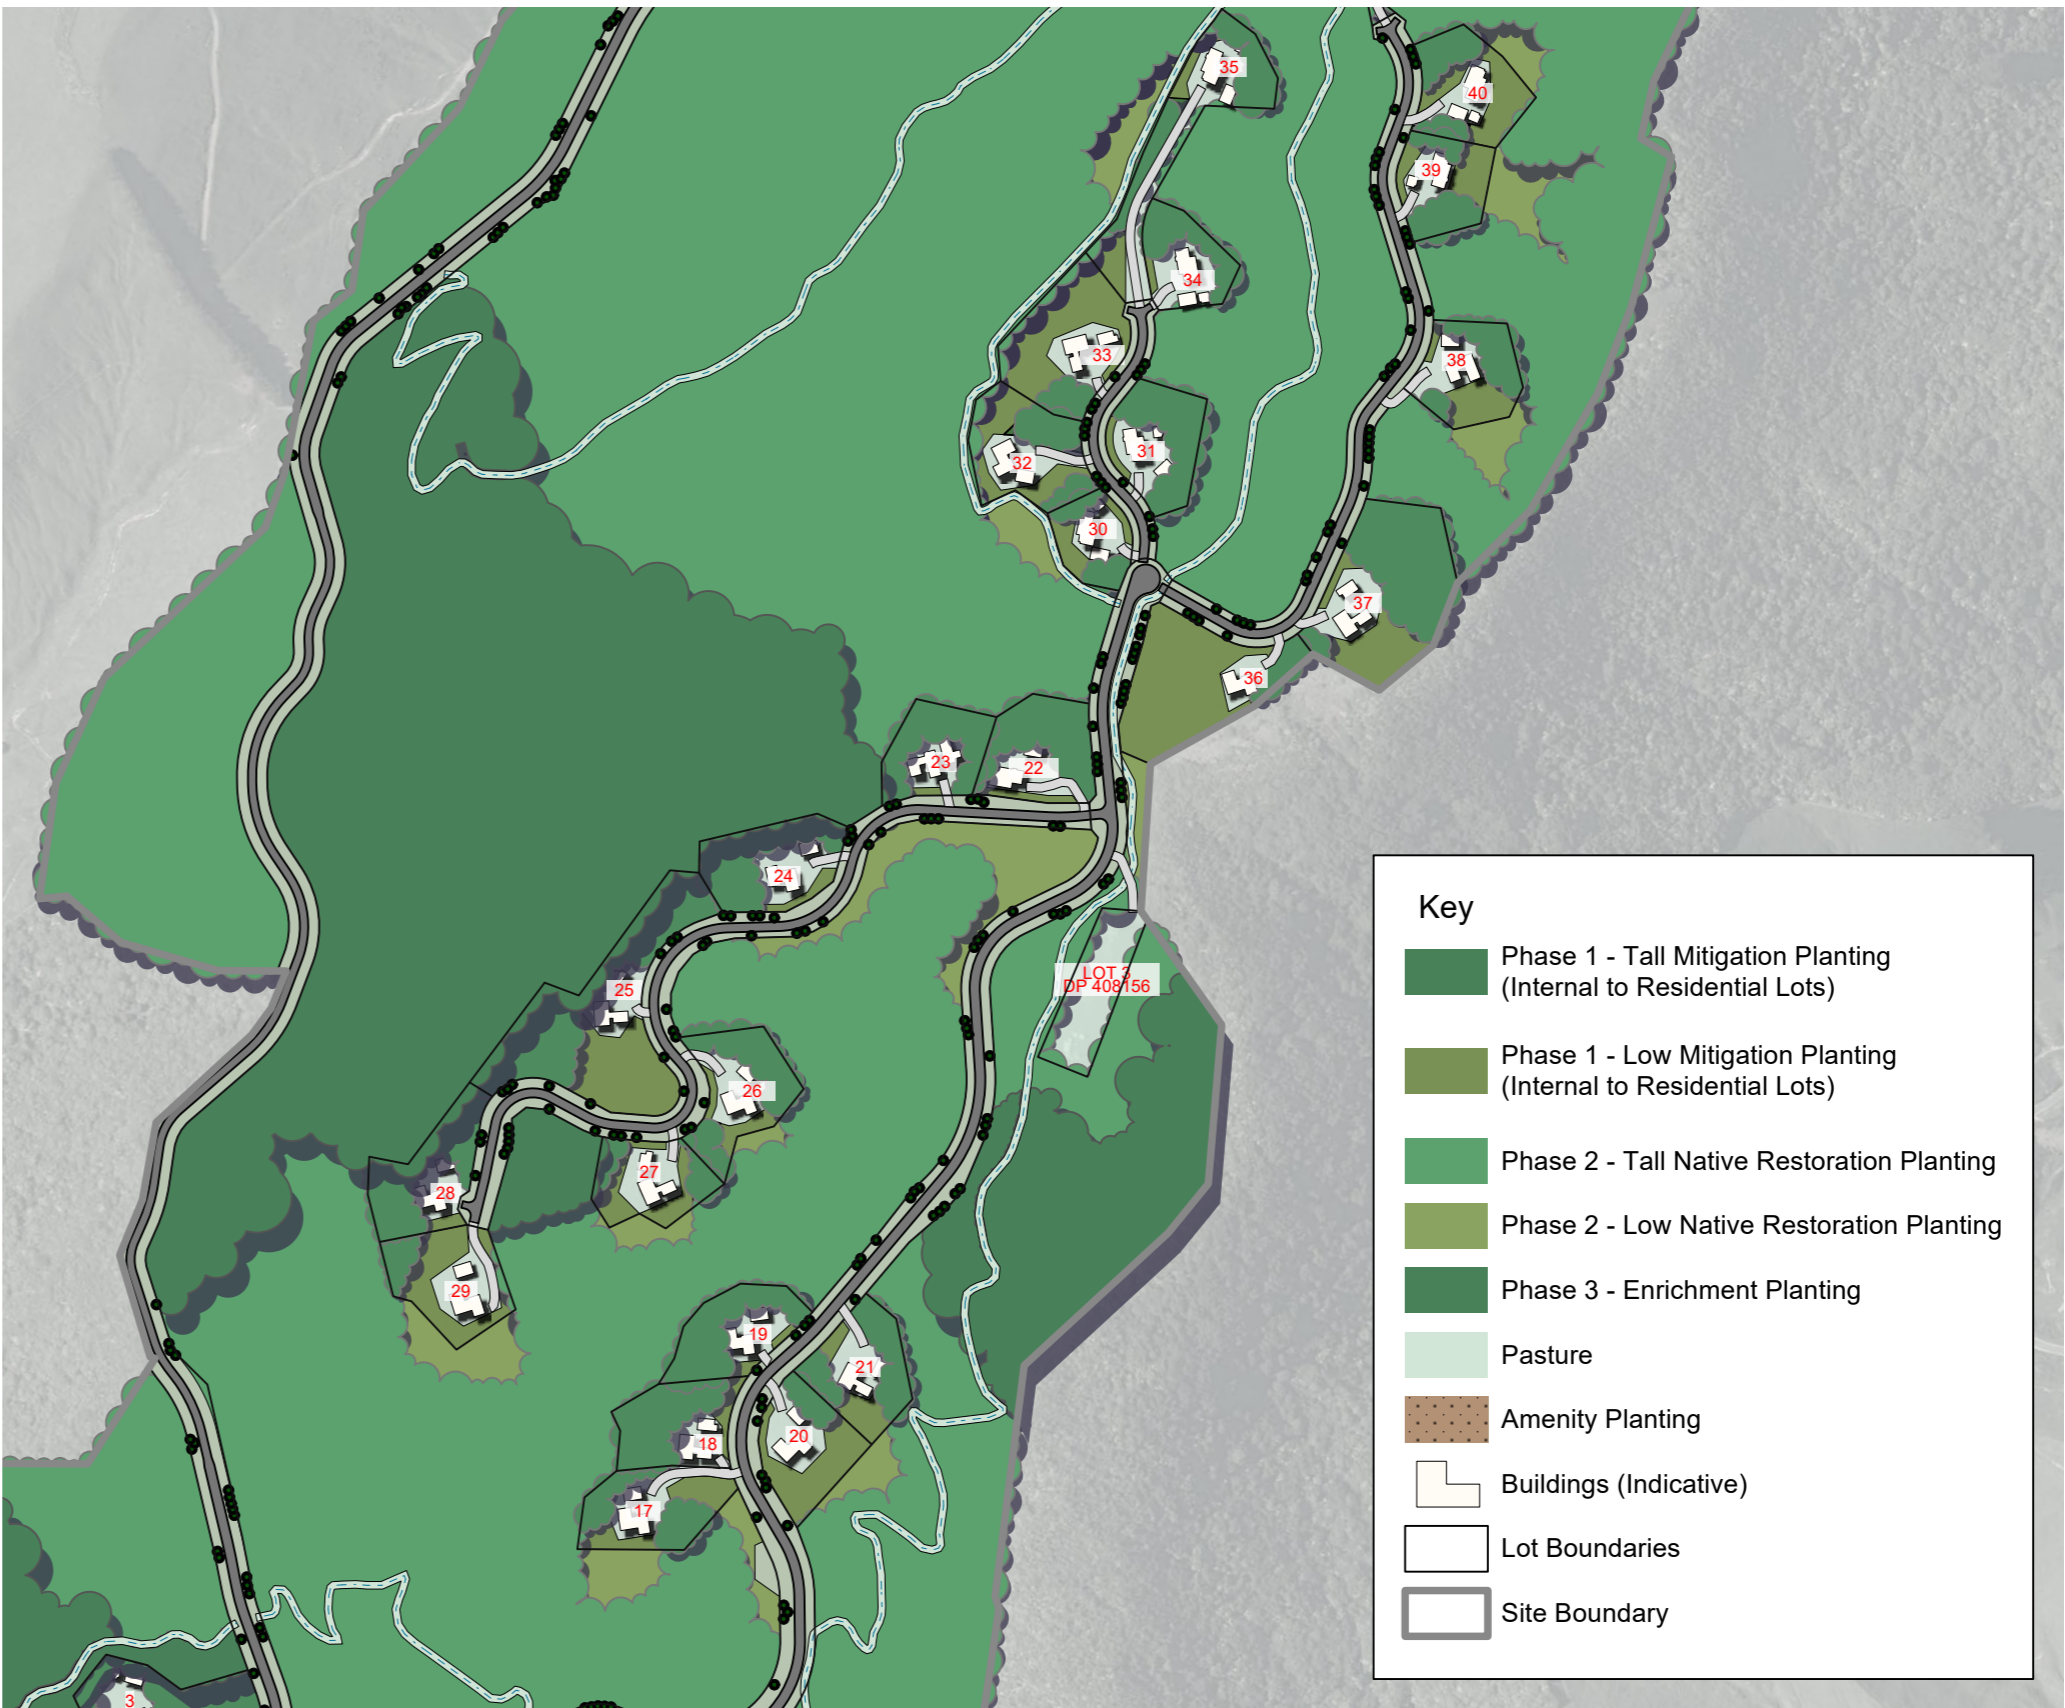 35
40
39
34
33
38
31
32
30
37
36
23
22
24
LOT 3
DP 408156
25
26
27
28
29
19
21
20
18
17
3
Key
Phase 1 - Tall Mitigation Planting
(Internal to Residential Lots)
Phase 1 - Low Mitigation Planting
(Internal to Residential Lots)
Phase 2 - Tall Native Restoration Planting
Phase 2 - Low Native Restoration Planting
Phase 3 - Enrichment Planting
Pasture
Amenity Planting
Buildings (Indicative)
Lot Boundaries
Site Boundary